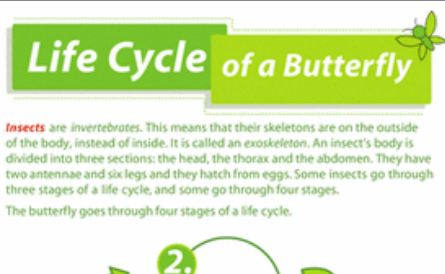 Life Cycle of a Butterfly
Insects are invertebrates. This means that their skeletons are on the outside
of the body, instead of inside. It is called an exoskeleton. An insect's body is
divided into three sections: the head, the thorax and the abdomen. They have
two antennae and six legs and they hatch from eggs. Some insects go through
three stages of a life cycle, and some go through four stages.
The butterfly goes through four stages of a life cycle.
2.